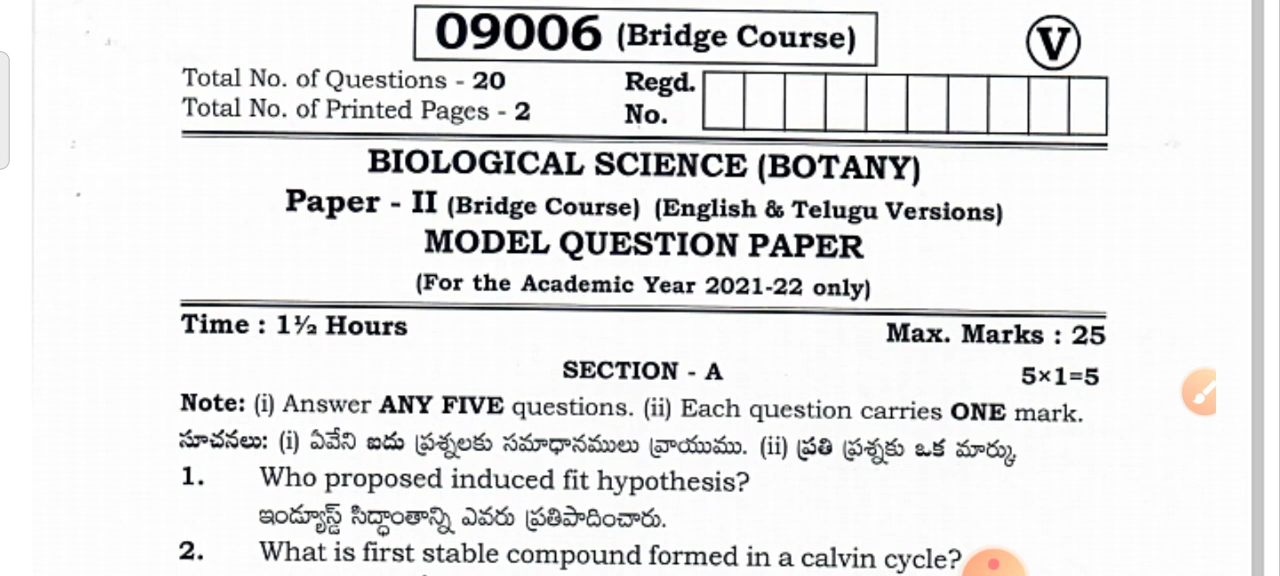 09006 (Bridge Course)
V
Total No. of Questions - 20
Regd.
Total No. of Printed Pages - 2
No.
BIOLOGICAL SCIENCE (BOTANY)
Paper - II (Bridge Course) (English & Telugu Versions)
MODEL QUESTION PAPER
(For the Academic Year 2021-22 only)
Time : 1½ Hours
Max. Marks : 25
SECTION - A
5×1=5
Note: (i) Answer ANY FIVE questions. (ii) Each question carries ONE mark.
సూచనలు: (i) ఏవేని ఐదు ప్రశ్నలకు సమాధానములు వ్రాయుము. (ii) ప్రతి ప్రశ్నకు ఒక మార్కు
1. Who proposed induced fit hypothesis?
ఇండ్యూస్డ్ సిద్ధాంతాన్ని ఎవరు ప్రతిపాదించారు.
2. What is first stable compound formed in a calvin cycle?